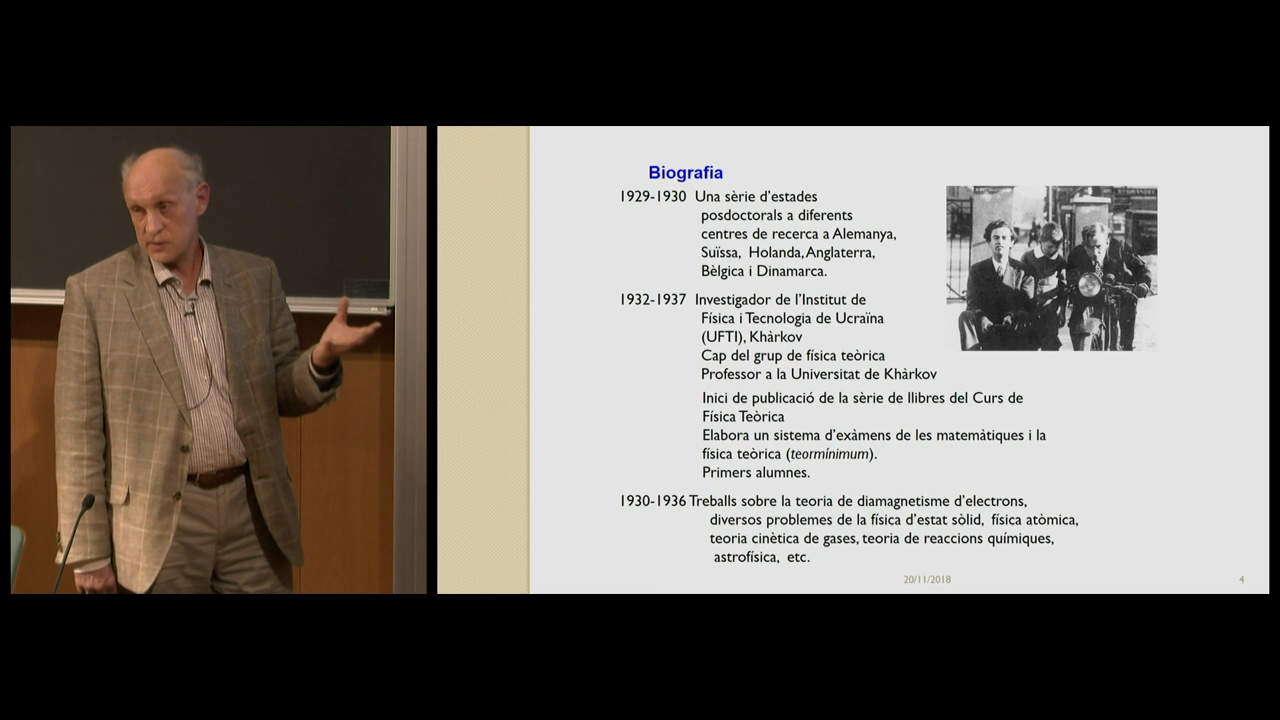 Biografia
1929-1930 Una sèrie d'estades
posdoctorals a diferents
centres de recerca a Alemanya,
Suïssa, Holanda, Anglaterra,
Bèlgica i Dinamarca.
1932-1937 Investigador de l'Institut de
Física i Tecnologia de Ucraïna
(UFTI), Khàrkov
Cap del grup de física teòrica
Professor a la Universitat de Khàrkov
Inici de publicació de la sèrie de llibres del Curs de
Física Teòrica
Elabora un sistema d'exàmens de les matemàtiques i la
física teòrica (teormínimum).
Primers alumnes.
1930-1936 Treballs sobre la teoria de diamagnetisme d'electrons,
diversos problemes de la física d'estat sòlid, física atòmica,
teoria cinètica de gases, teoria de reaccions químiques,
astrofísica, etc.
20/11/2018
4